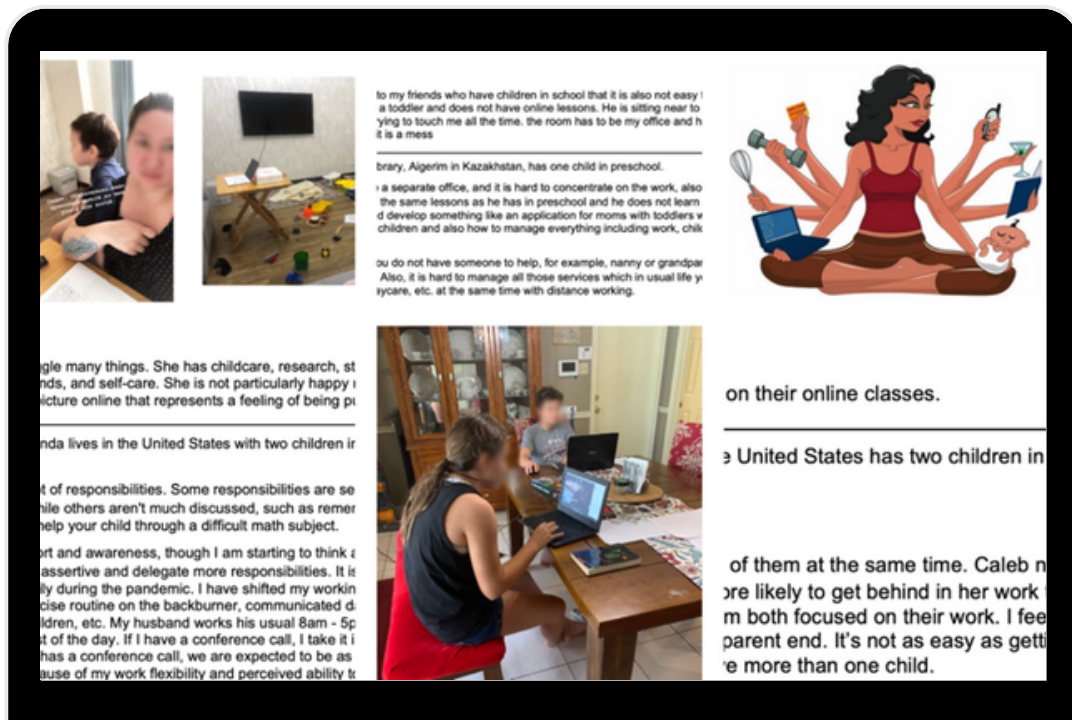 gle many things. She has childcare, research, st
nds, and self-care. She is not particularly happy
icture online that represents a feeling of being pu
nda lives in the United States with two children in
t of responsibilities. Some responsibilities are se
hile others aren't much discussed, such as remer
help your child through a difficult math subject.
ort and awareness, though I am starting to think a
assertive and delegate more responsibilities. It is
ly during the pandemic. I have shifted my workin
cise routine on the backburner, communicated d
ldren, etc. My husband works his usual 8am - 5p
st of the day. If I have a conference call, I take it i
has a conference call, we are expected to be as
ause of my work flexibility and perceived ability to
to my friends who have children in school that it is also not easy
a toddler and does not have online lessons. He is sitting near to
rying to touch me all the time. the room has to be my office and h
it is a mess
brary, Aigerim in Kazakhstan, has one child in preschool.
a separate office, and it is hard to concentrate on the work, also
the same lessons as he has in preschool and he does not learn
d develop something like an application for moms with toddlers w
children and also how to manage everything including work, chil
ou do not have someone to help, for example, nanny or grandpar
Also, it is hard to manage all those services which in usual life y
aycare, etc. at the same time with distance working.
on their online classes.
e United States has two children in
of them at the same time. Caleb n
ore likely to get behind in her work
m both focused on their work. I fee
parent end. It's not as easy as getti
e more than one child.